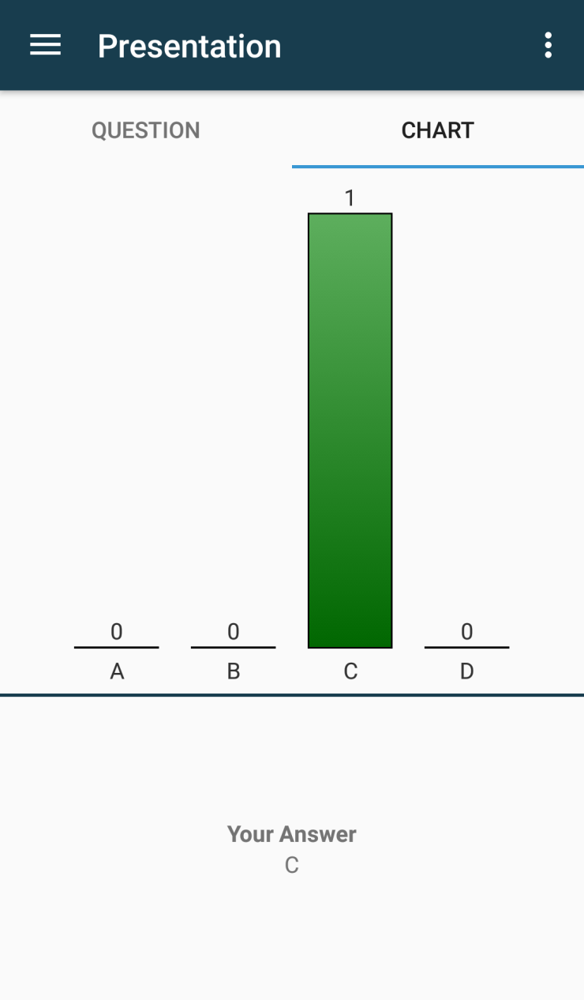 Presentation
QUESTION
CHART
1
0
0
0
A
B
C
D
Your Answer
C